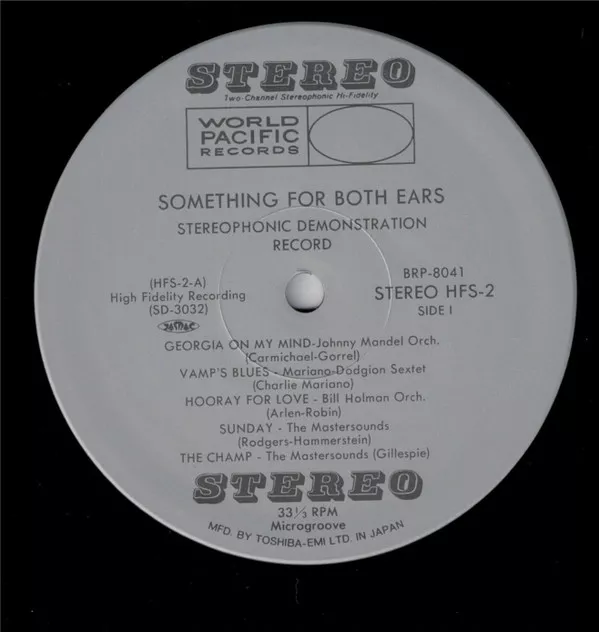 STEREO
Two-Channel Stereophonic Hi-Fidelity
WORLD
PACIFIC
RECORDS
SOMETHING FOR BOTH EARS
STEREOPHONIC DEMONSTRATION
RECORD
(HFS-2-A)
High Fidelity Recording
(SD-3032)
BRP-8041
STEREO HFS-2
SIDE I
GEORGIA ON MY MIND-Johnny Mandel Orch.
(Carmichael-Gorrel)
VAMP'S BLUES - Mariano-Dodgion Sextet
(Charlie Mariano)
HOORAY FOR LOVE - Bill Holman Orch.
(Arlen-Robin)
SUNDAY - The Mastersounds
(Rodgers-Hammerstein)
THE CHAMP - The Mastersounds (Gillespie)
STEREO
33⅓ RPM
Microgroove
MFD. BY TOSHIBA-EMI LTD. IN JAPAN